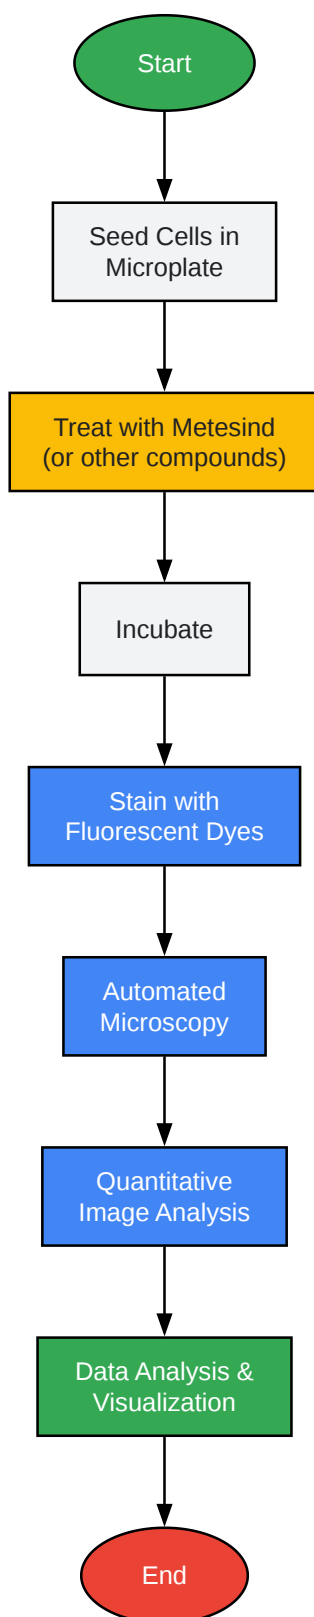 Start
Seed Cells in
Microplate
Treat with Metesind
(or other compounds)
Incubate
Stain with
Fluorescent Dyes
Automated
Microscopy
Quantitative
Image Analysis
Data Analysis &
Visualization
End